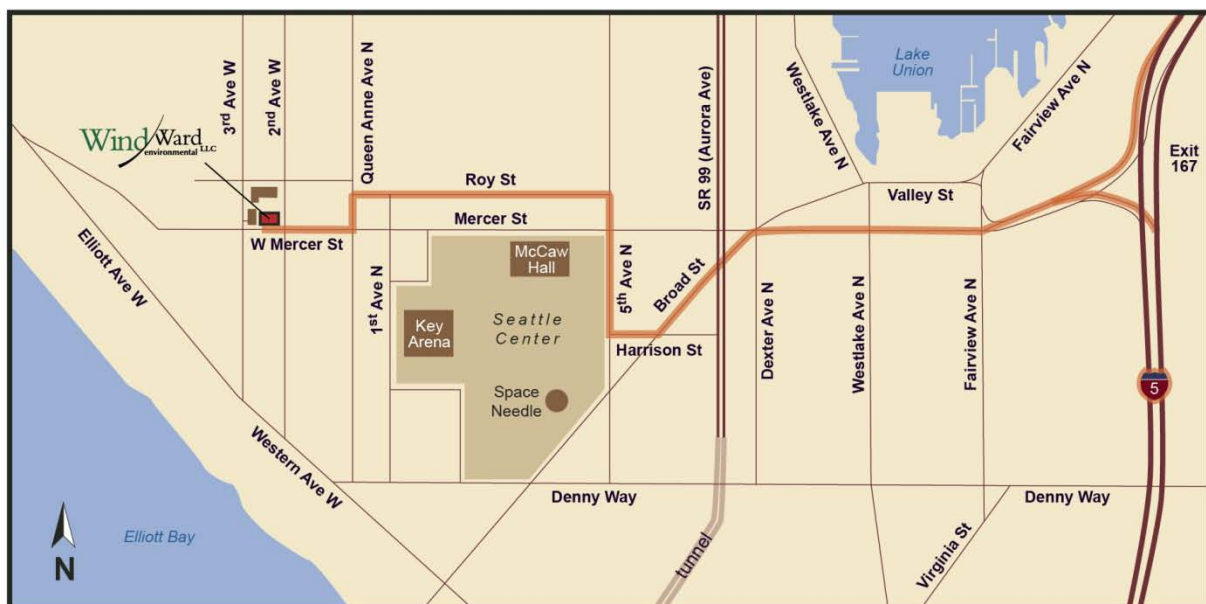 3rd Ave W
2nd Ave W
Queen Anne Ave N
SR 99 (Aurora Ave)
Westlake Ave N
Lake
Union
Fairview Ave N
Exit
167
WindWard
environmental LLC
Roy St
Valley St
Mercer St
W Mercer St
Elliott Ave W
1st Ave N
McCaw
Hall
5th Ave N
Broad St
Key
Arena
Seattle
Center
Harrison St
Dexter Ave N
Westlake Ave N
Fairview Ave N
5
Space
Needle
Western Ave W
Denny Way
Denny Way
Elliott Bay
N
tunnel
Virginia St